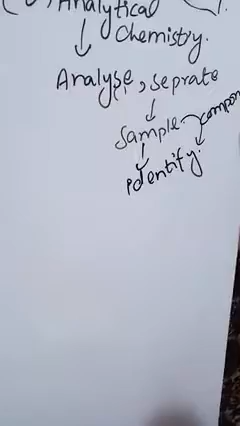 Analytical
Chemistry.
Analyse, seprate
Sample
identify.